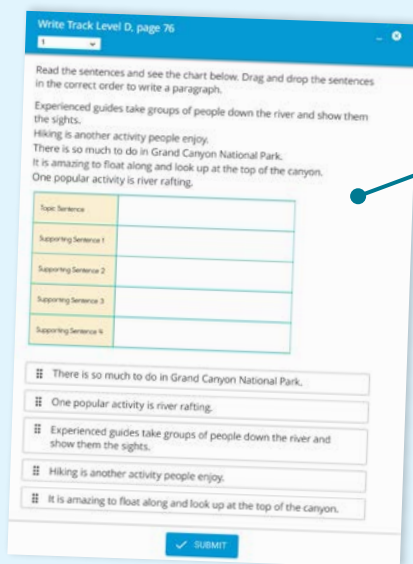 Write Track Level D, page 76
1
Read the sentences and see the chart below. Drag and drop the sentences
in the correct order to write a paragraph.
Experienced guides take groups of people down the river and show them
the sights.
Hiking is another activity people enjoy.
There is so much to do in Grand Canyon National Park.
It is amazing to float along and look up at the top of the canyon.
One popular activity is river rafting.
Topic Sentence
Supporting Sentence 1
Supporting Sentence 2
Supporting Sentence 3
Supporting Sentence 4
There is so much to do in Grand Canyon National Park.
One popular activity is river rafting.
Experienced guides take groups of people down the river and
show them the sights.
Hiking is another activity people enjoy.
It is amazing to float along and look up at the top of the canyon.
SUBMIT